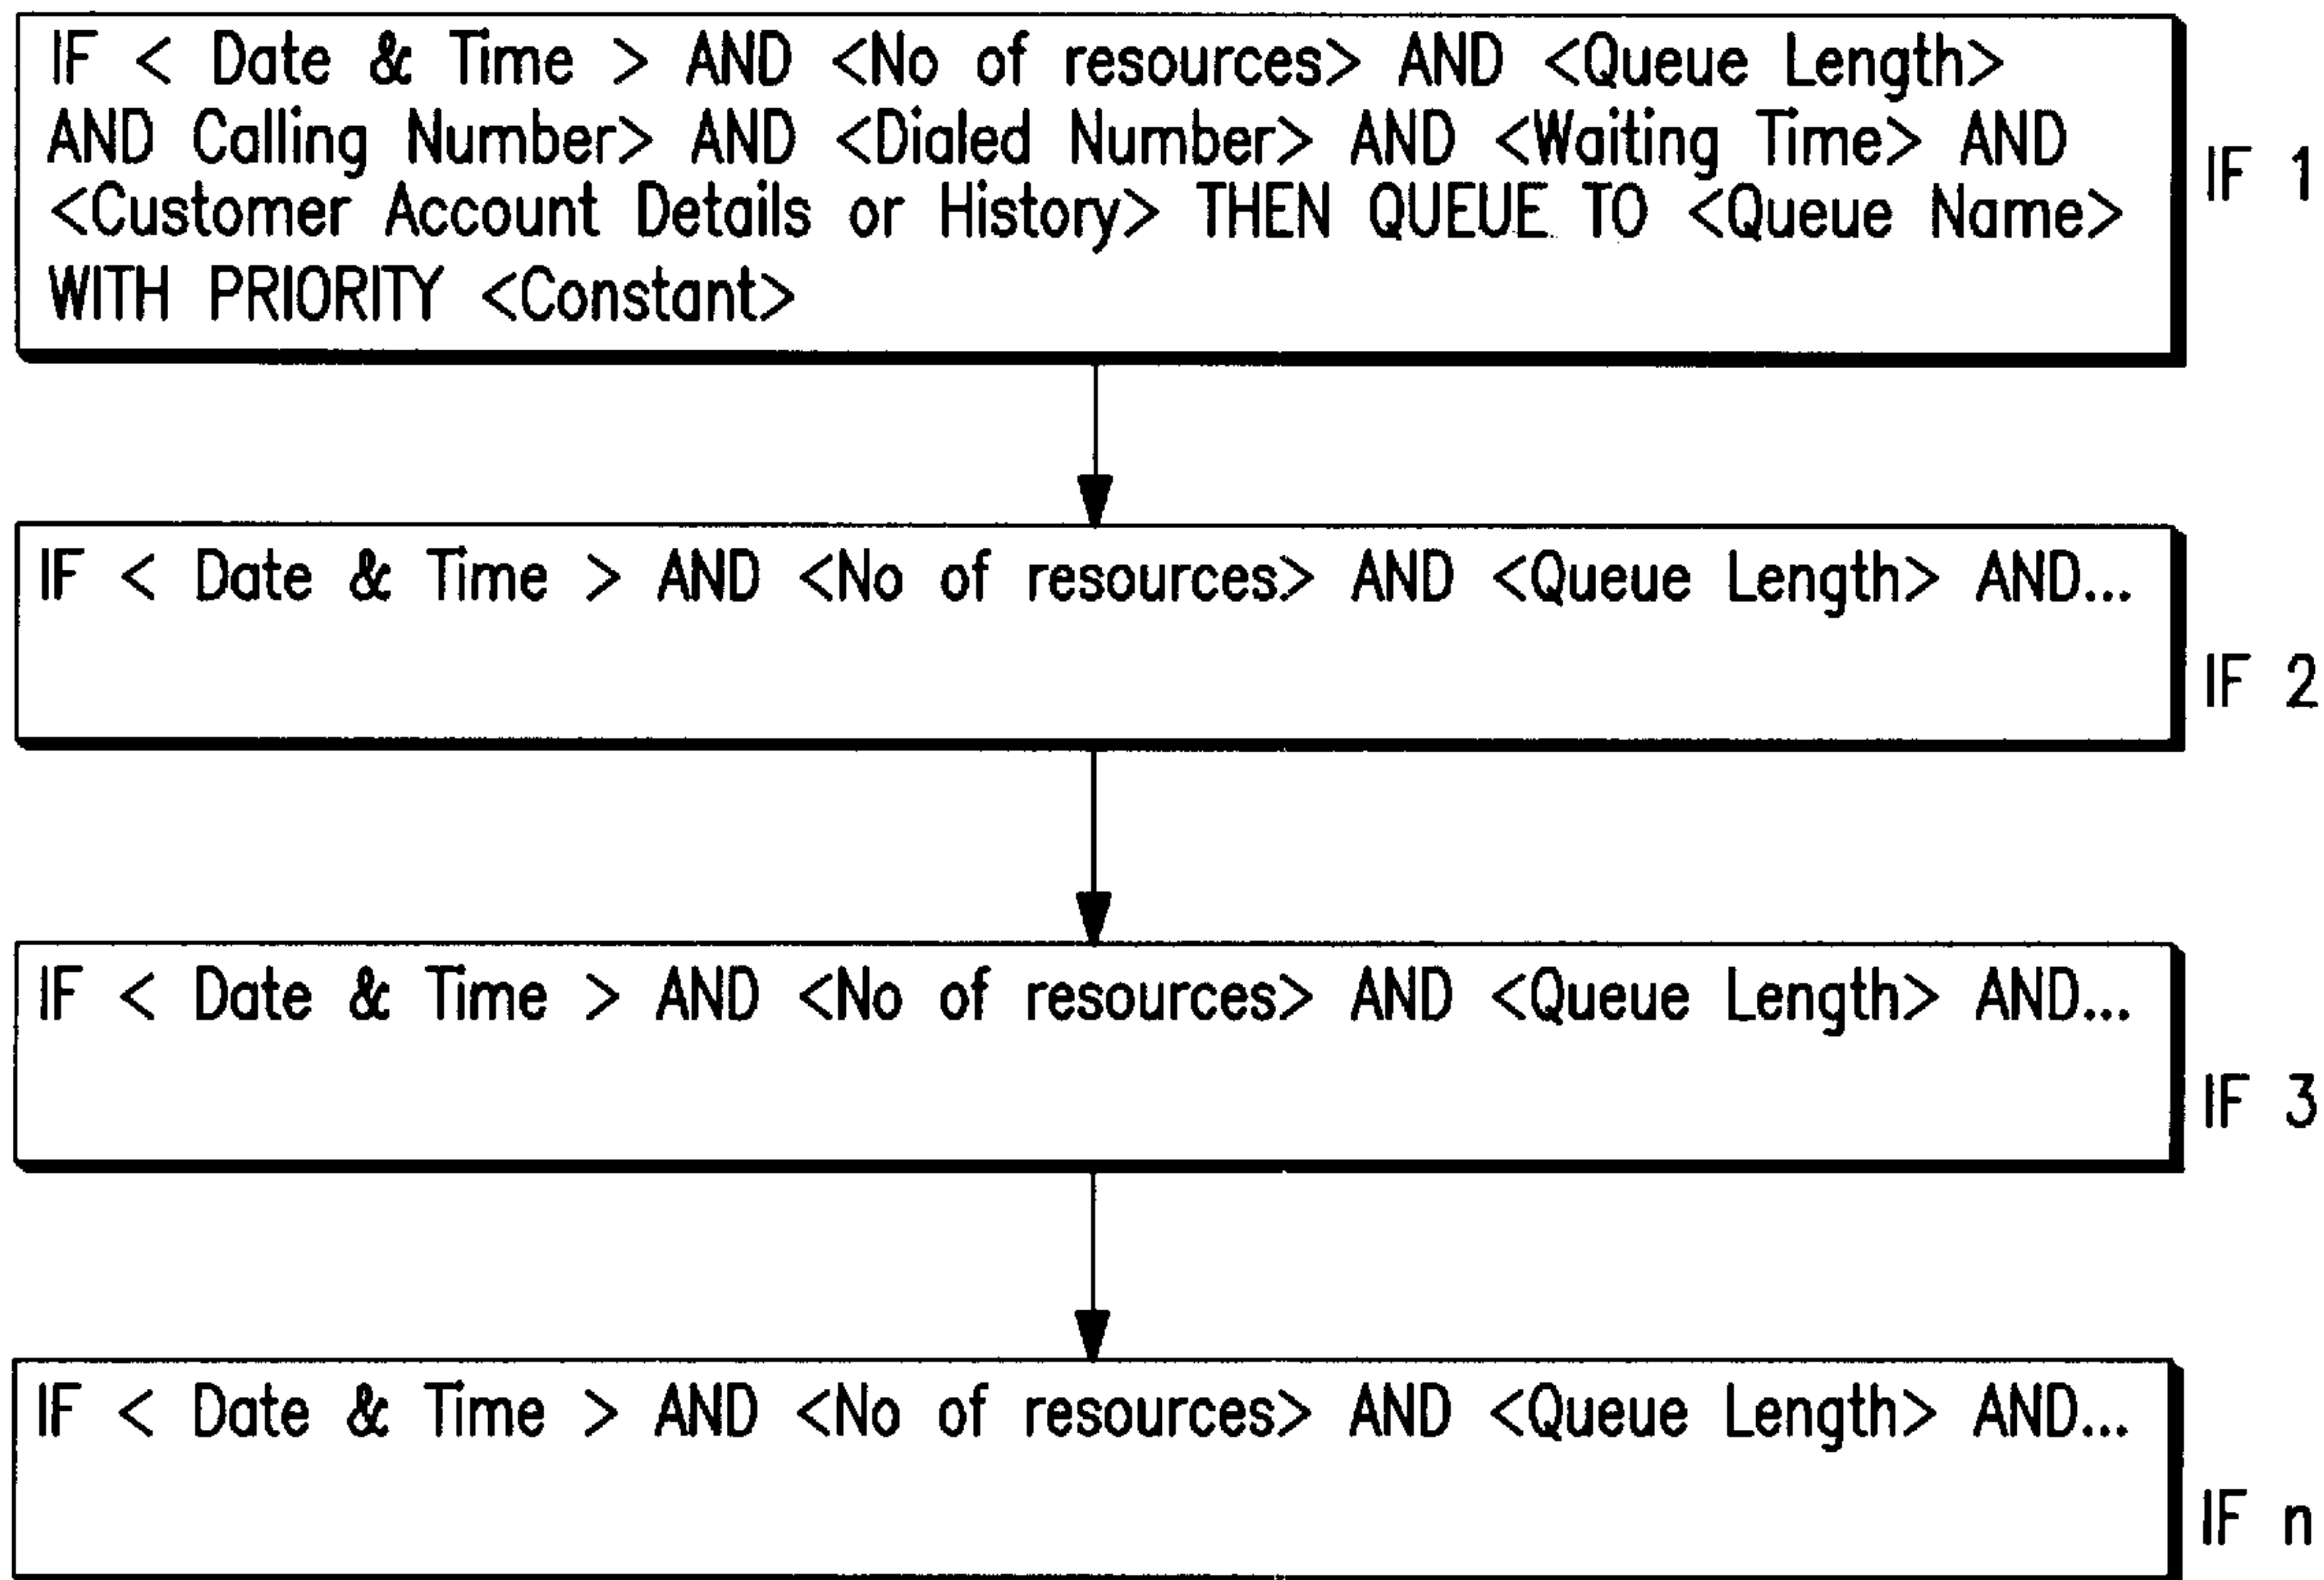 IF < Date & Time > AND <No of resources> AND <Queue Length>
AND Calling Number> AND <Dialed Number> AND <Waiting Time> AND
<Customer Account Details or History> THEN QUEUE TO <Queue Name>
WITH PRIORITY <Constant>
IF 1
IF < Date & Time > AND <No of resources> AND <Queue Length> AND...
IF 2
IF < Date & Time > AND <No of resources> AND <Queue Length> AND...
IF 3
IF < Date & Time > AND <No of resources> AND <Queue Length> AND...
IF n